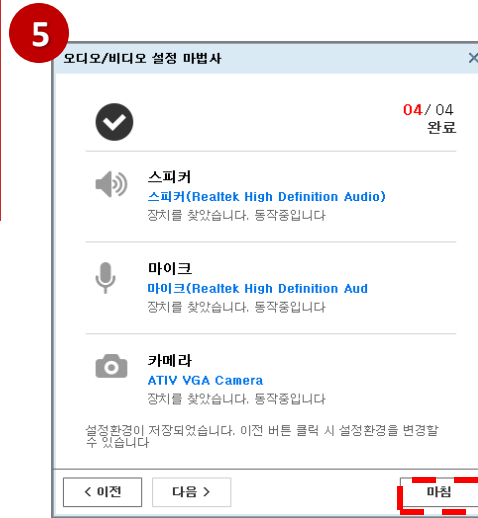 5
오디오/비디오 설정 마법사
04/ 04
완료
스피커
스피커(Realtek High Definition Audio)
장치를 찾았습니다. 동작중입니다
마이크
마이크(Realtek High Definition Aud
장치를 찾았습니다. 동작중입니다
카메라
ATIV VGA Camera
장치를 찾았습니다. 동작중입니다
설정환경이 저장되었습니다. 이전 버튼 클릭 시 설정환경을 변경할
수 있습니다
< 이전 다음 > 마침